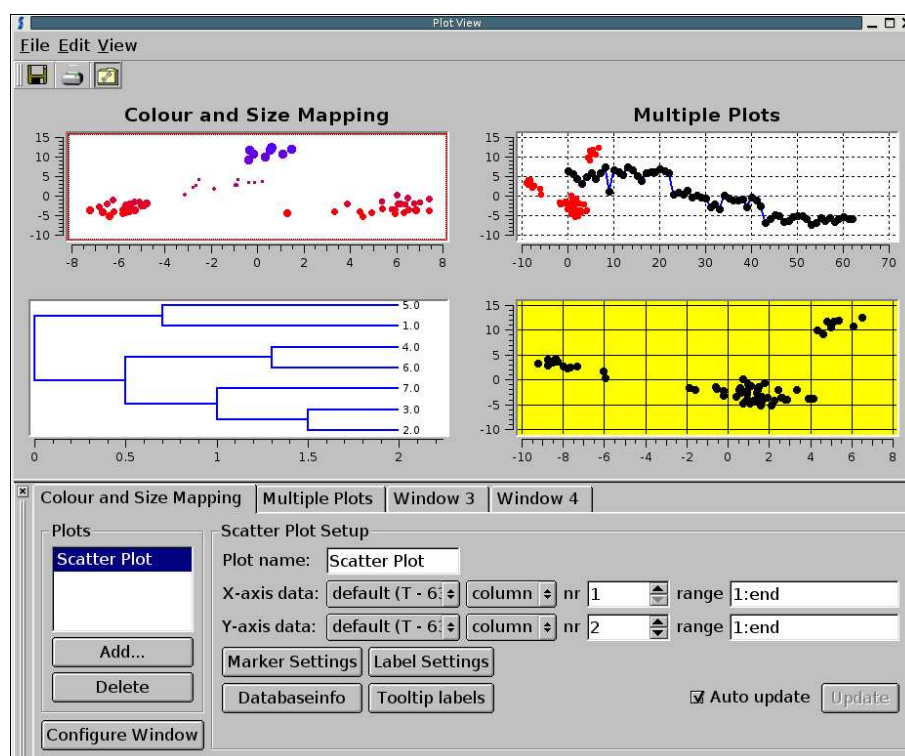 Plot View
File Edit View
Colour and Size Mapping
15
10
5
0
-5
-10
-8 -6 -4 -2 0 2 4 6 8
Multiple Plots
15
10
5
0
-5
-10
-10 0 10 20 30 40 50 60 70
5.0
1.0
4.0
6.0
7.0
3.0
2.0
0 0.5 1 1.5 2
15
10
5
0
-5
-10
-10 -8 -6 -4 -2 0 2 4 6 8
Colour and Size Mapping Multiple Plots Window 3 Window 4
Plots
Scatter Plot
Add...
Delete
Configure Window
Scatter Plot Setup
Plot name: Scatter Plot
X-axis data: default (T - 63 column nr 1 range 1:end
Y-axis data: default (T - 63 column nr 2 range 1:end
Marker Settings Label Settings
Databaseinfo Tooltip labels Auto update Update